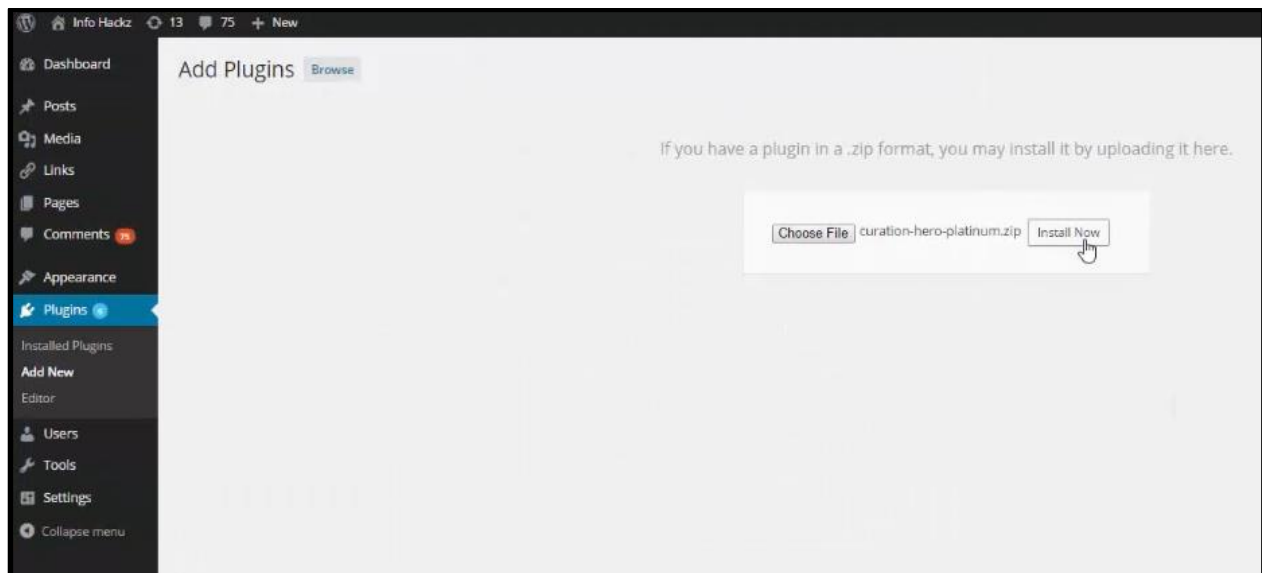 Info Hackz 13 75 + New
Dashboard
Add Plugins Browse
Posts
Media
Links
Pages
Comments 75
Appearance
Plugins
Installed Plugins
Add New
Editor
Users
Tools
Settings
Collapse menu
If you have a plugin in a .zip format, you may install it by uploading it here.
Choose File curation-hero-platinum.zip Install Now